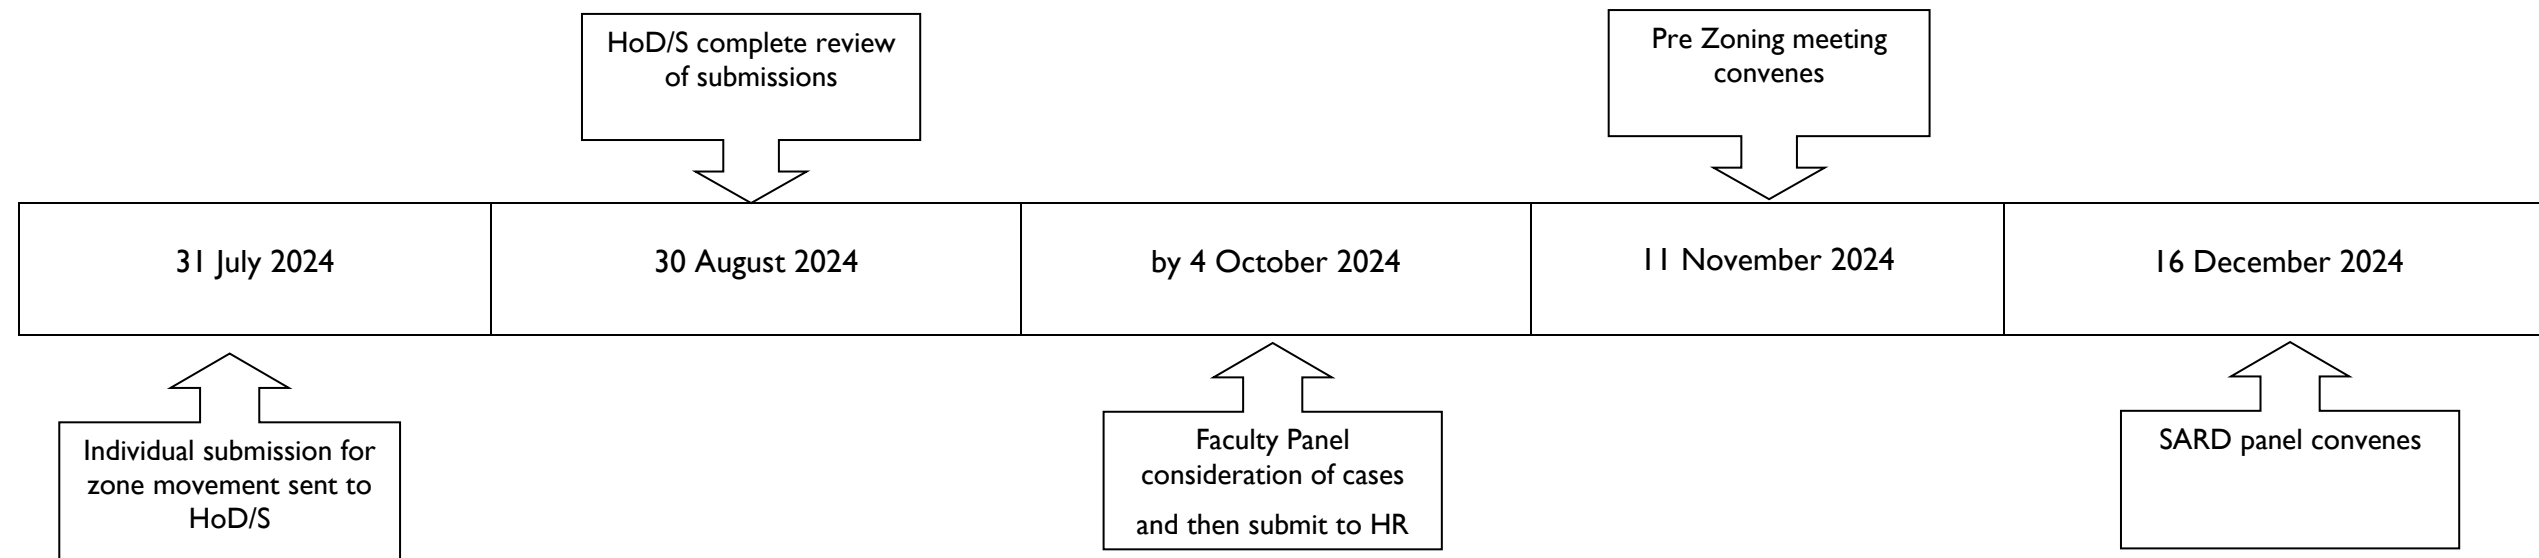 HoD/S complete review
of submissions
Pre Zoning meeting
convenes
31 July 2024
30 August 2024
by 4 October 2024
11 November 2024
16 December 2024
Individual submission for
zone movement sent to
HoD/S
Faculty Panel
consideration of cases
and then submit to HR
SARD panel convenes